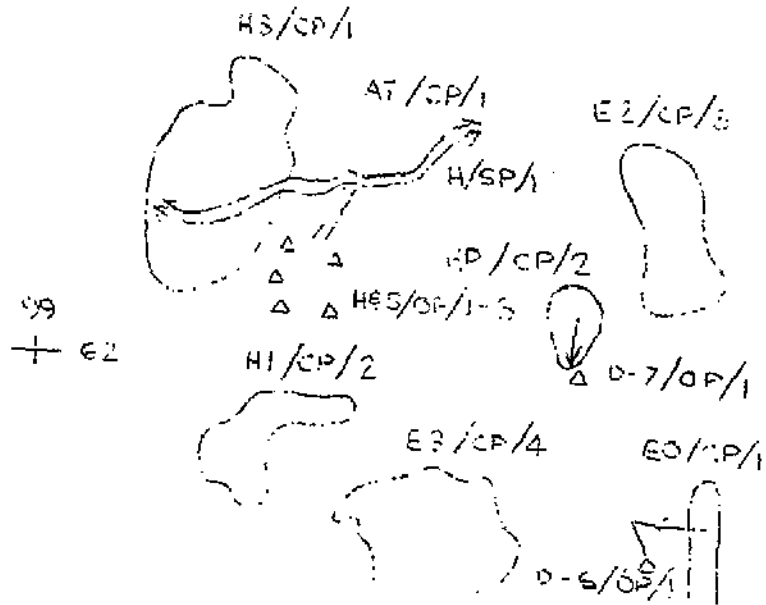 H3/CP/1
AT/CP/1
E2/CP/3
H/SP/1
HP/CP/2
H&S/OP/1-5
99
E2
H1/CP/2
D-7/OP/1
E3/CP/4
E0/CP/1
D-6/OP/1